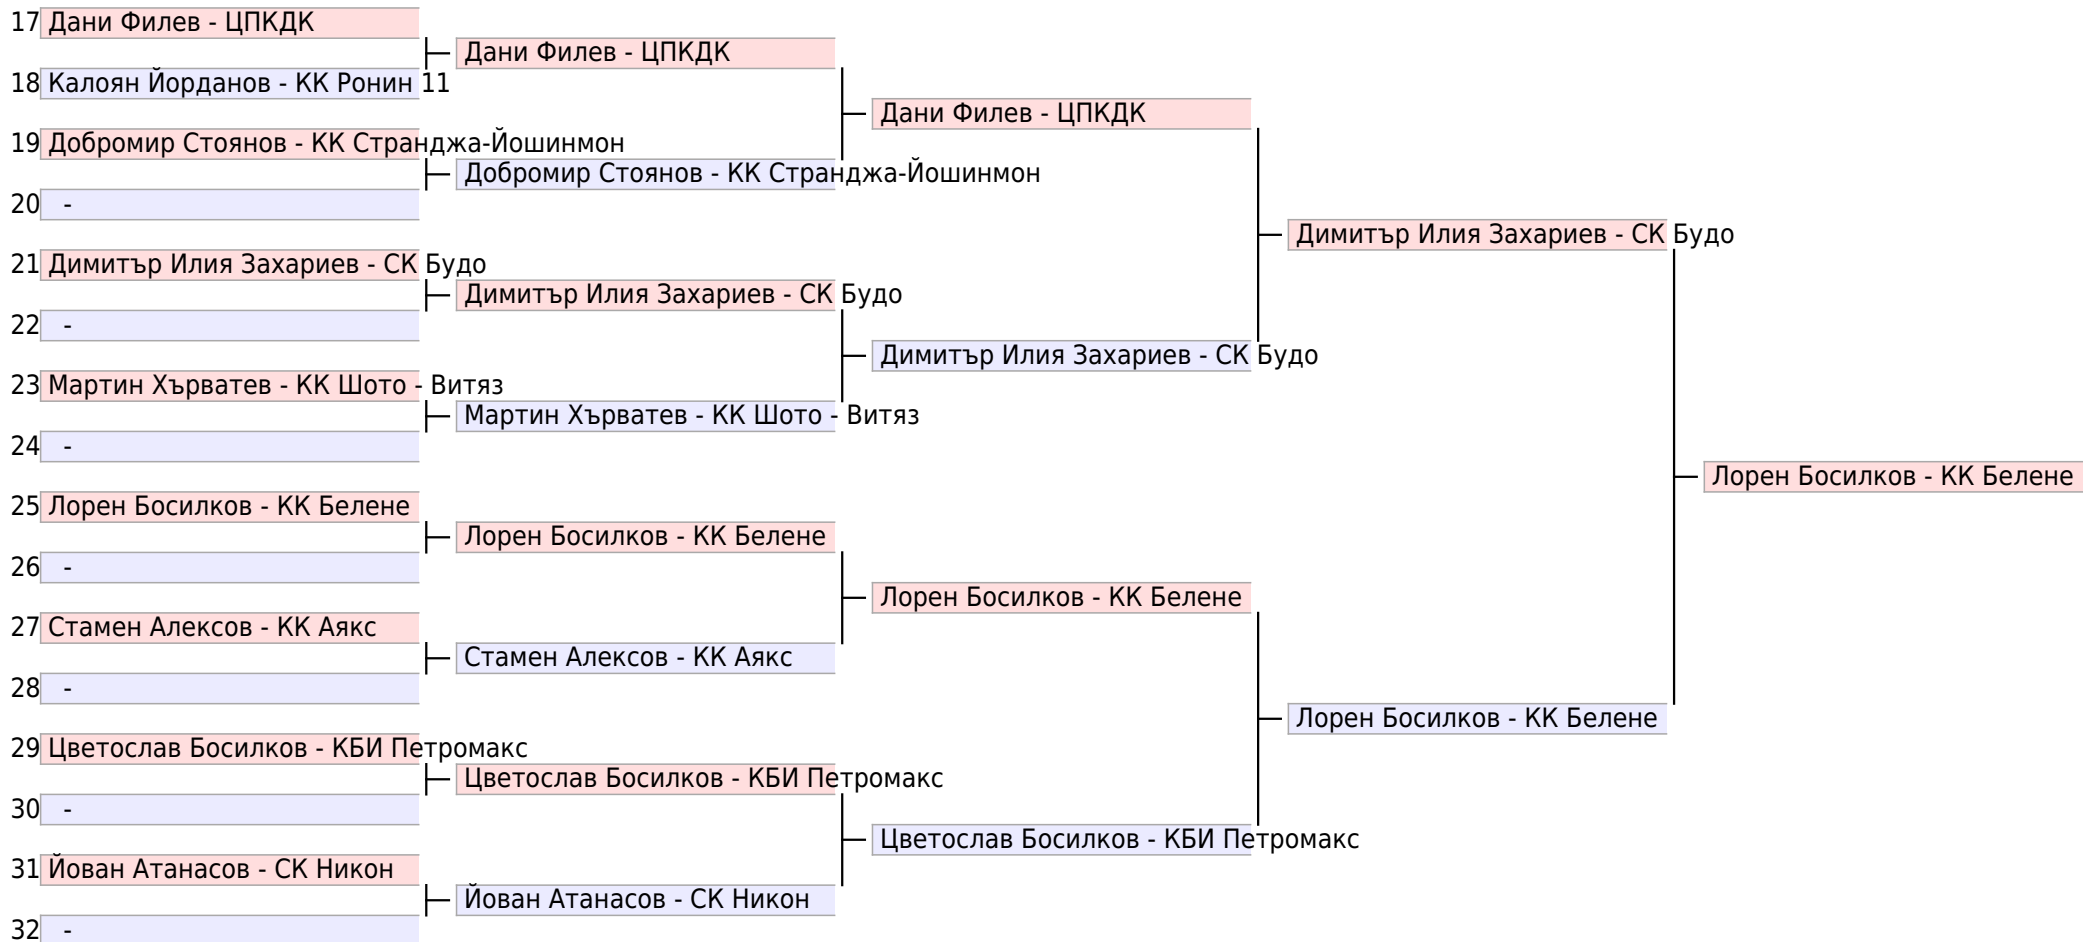 17 Дани Филев - ЦПКДК
Дани Филев - ЦПКДК
18 Калоян Йорданов - КК Ронин 11
Дани Филев - ЦПКДК
19 Добромир Стоянов - КК Странджа-Йошинмон
Добромир Стоянов - КК Странджа-Йошинмон
20 -
Димитър Илия Захариев - СК Будо
21 Димитър Илия Захариев - СК Будо
Димитър Илия Захариев - СК Будо
22 -
Димитър Илия Захариев - СК Будо
23 Мартин Хърватев - КК Шото - Витяз
Мартин Хърватев - КК Шото - Витяз
24 -
Лорен Босилков - КК Белене
25 Лорен Босилков - КК Белене
Лорен Босилков - КК Белене
26 -
Лорен Босилков - КК Белене
27 Стамен Алексов - КК Аякс
Стамен Алексов - КК Аякс
28 -
Лорен Босилков - КК Белене
29 Цветослав Босилков - КБИ Петромакс
Цветослав Босилков - КБИ Петромакс
30 -
Цветослав Босилков - КБИ Петромакс
31 Йован Атанасов - СК Никон
Йован Атанасов - СК Никон
32 -